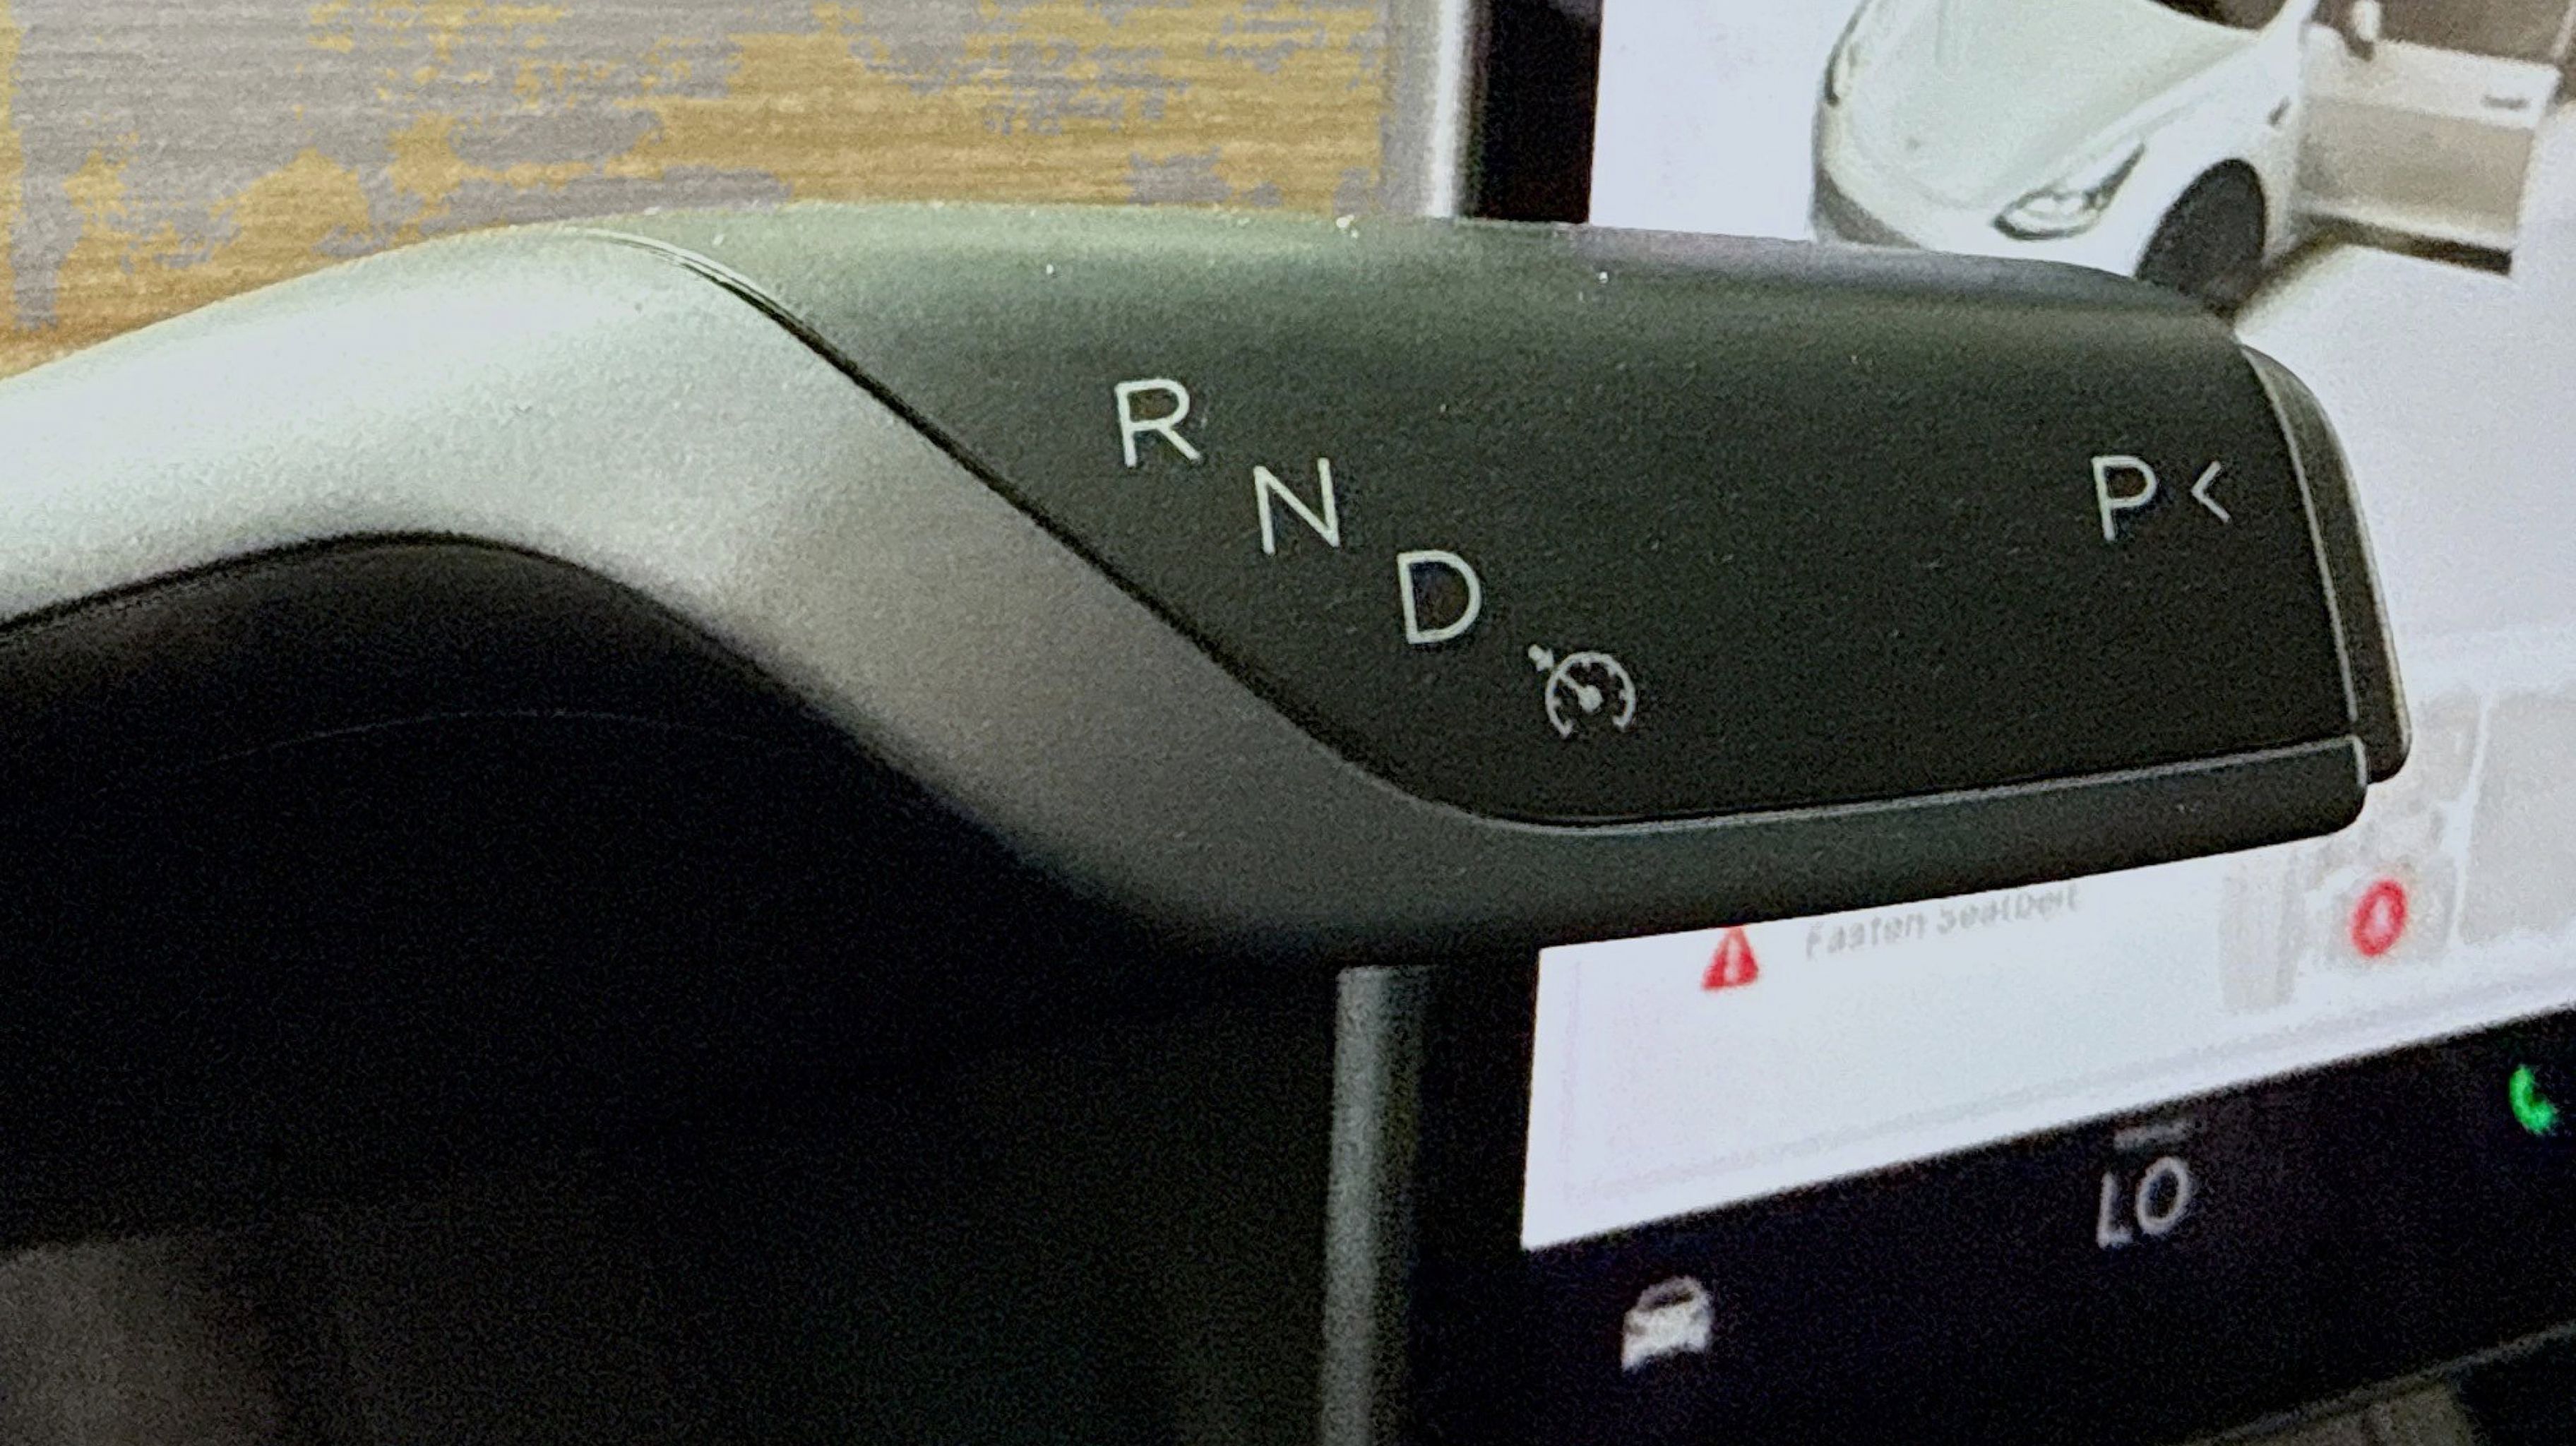 R
N
D
P <
Fasten Seatbelt
LO